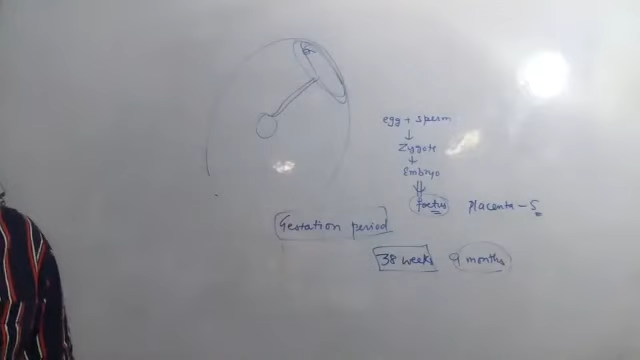 egg + sperm
Zygote
Embryo
foetus Placenta - S
Gestation period
38 weeks 9 months